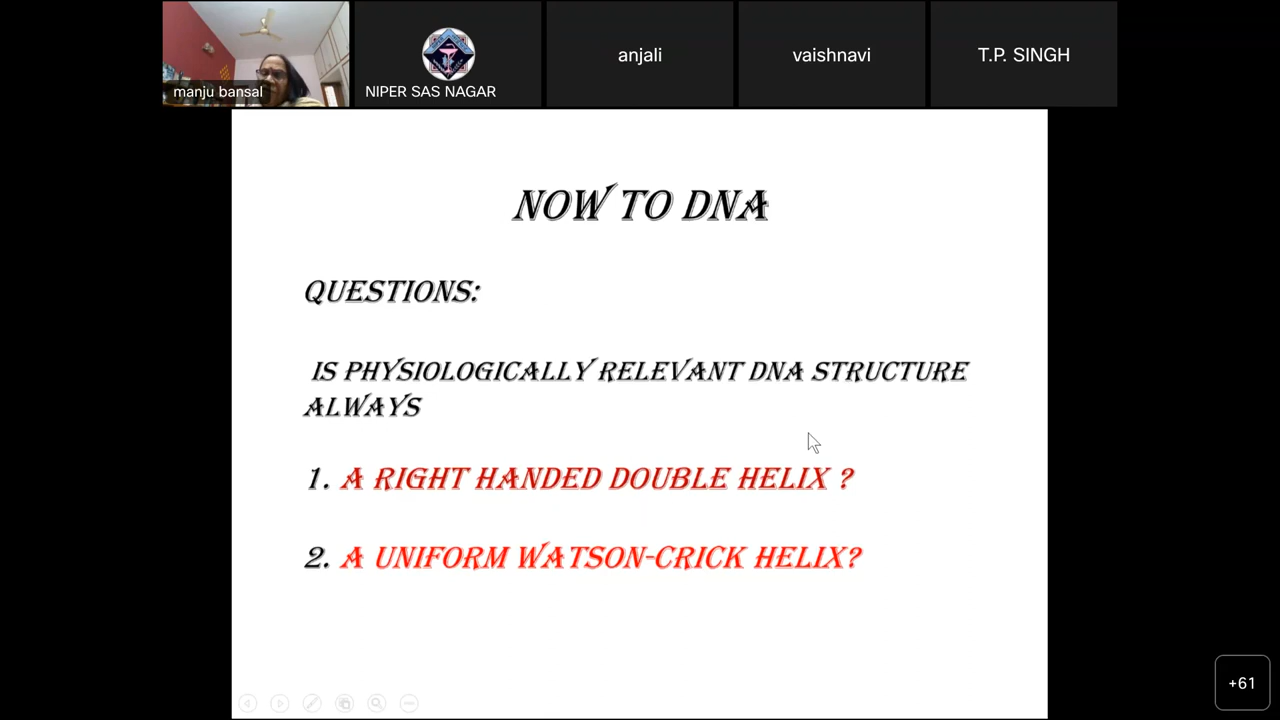 manju bansal
NIPER SAS NAGAR
anjali
vaishnavi
T.P. SINGH
NOW TO DNA
QUESTIONS:
IS PHYSIOLOGICALLY RELEVANT DNA STRUCTURE
ALWAYS
1. A RIGHT HANDED DOUBLE HELIX ?
2. A UNIFORM WATSON-CRICK HELIX?
+61